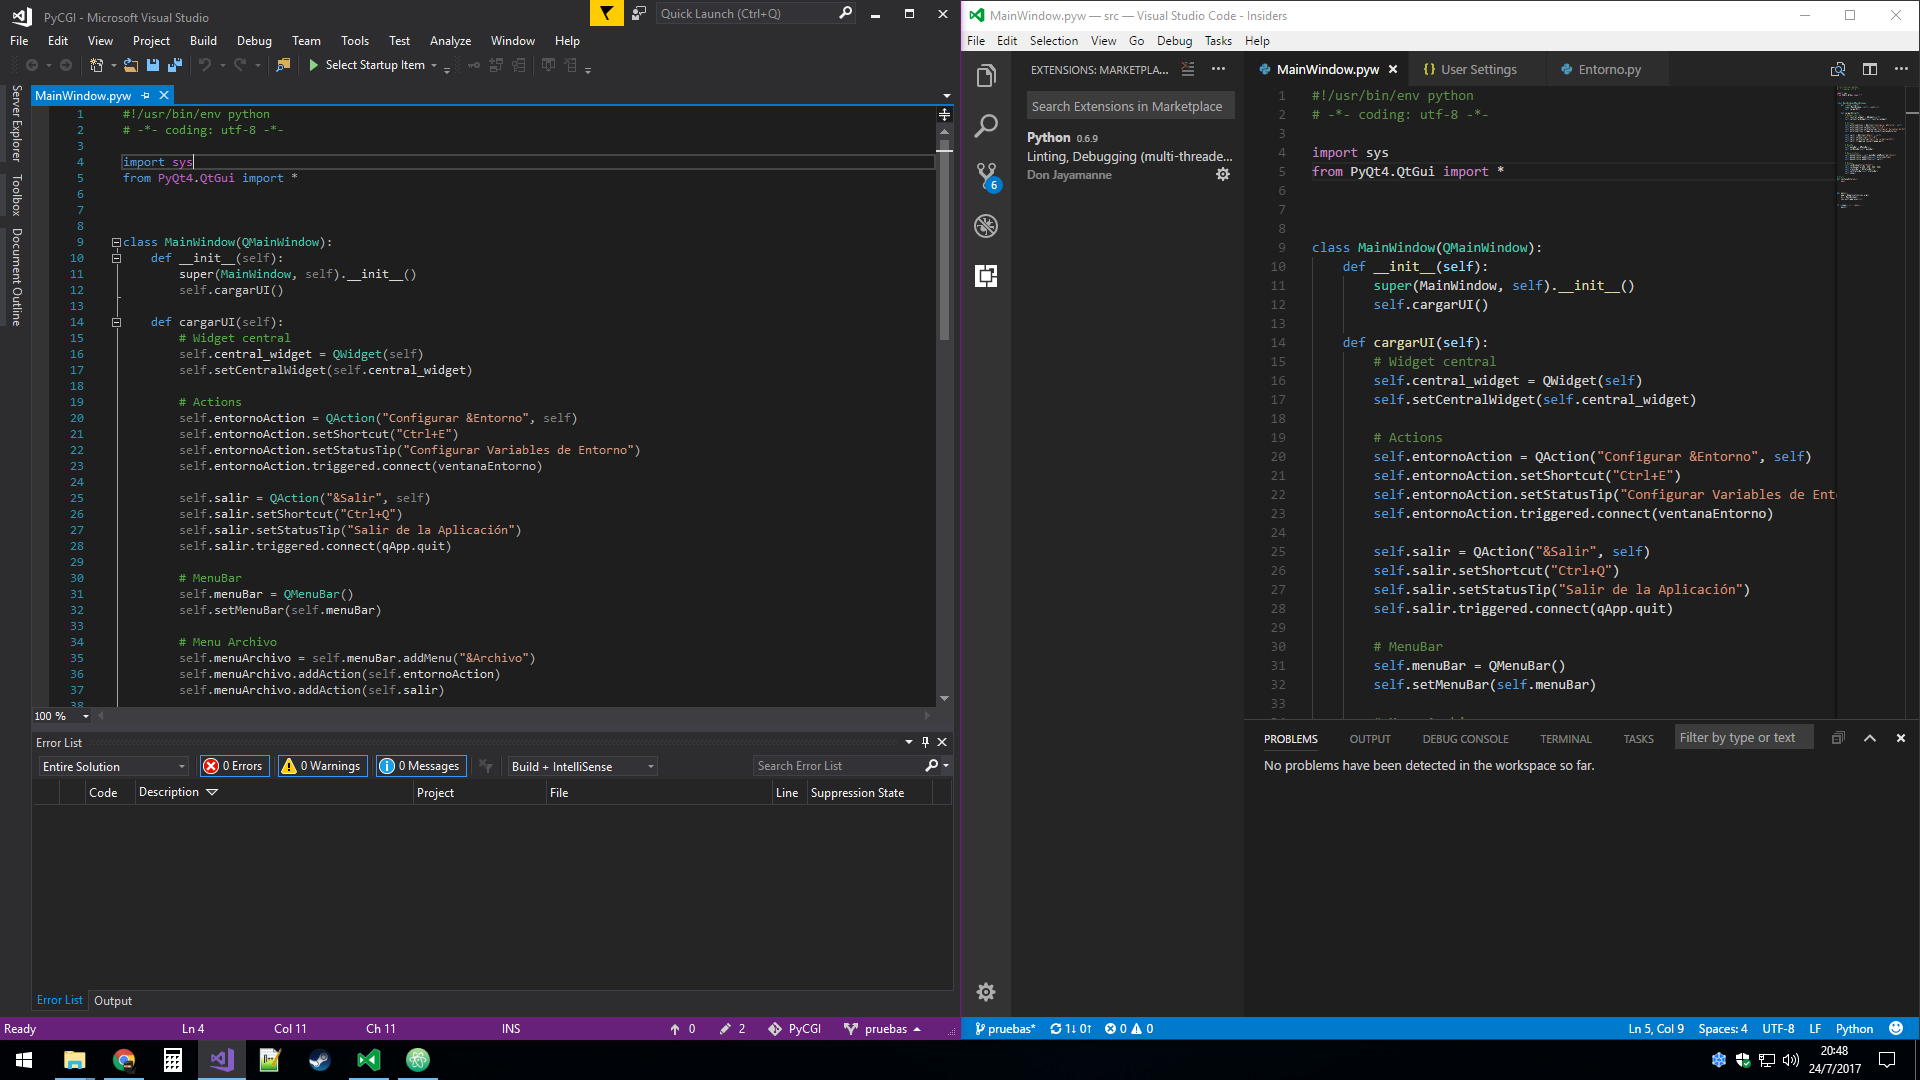 PyCGI - Microsoft Visual Studio
Quick Launch (Ctrl+Q)
File Edit View Project Build Debug Team Tools Test Analyze Window Help
Select Startup Item
Server Explorer
Toolbox
Document Outline
MainWindow.pyw
1 #!/usr/bin/env python
2 # -*- coding: utf-8 -*-
3
4 import sys
5 from PyQt4.QtGui import *
6
7
8
9 class MainWindow(QMainWindow):
10 def __init__(self):
11 super(MainWindow, self).__init__()
12 self.cargarUI()
13
14 def cargarUI(self):
15 # Widget central
16 self.central_widget = QWidget(self)
17 self.setCentralWidget(self.central_widget)
18
19 # Actions
20 self.entornoAction = QAction("Configurar &Entorno", self)
21 self.entornoAction.setShortcut("Ctrl+E")
22 self.entornoAction.setStatusTip("Configurar Variables de Entorno")
23 self.entornoAction.triggered.connect(ventanaEntorno)
24
25 self.salir = QAction("&Salir", self)
26 self.salir.setShortcut("Ctrl+Q")
27 self.salir.setStatusTip("Salir de la Aplicación")
28 self.salir.triggered.connect(qApp.quit)
29
30 # MenuBar
31 self.menuBar = QMenuBar()
32 self.setMenuBar(self.menuBar)
33
34 # Menu Archivo
35 self.menuArchivo = self.menuBar.addMenu("&Archivo")
36 self.menuArchivo.addAction(self.entornoAction)
37 self.menuArchivo.addAction(self.salir)
38
100 %
Error List
Entire Solution 0 Errors 0 Warnings 0 Messages Build + IntelliSense Search Error List
Code Description Project File Line Suppression State
Error List Output
Ready Ln 4 Col 11 Ch 11 INS 0 2 PyCGI pruebas
MainWindow.pyw — src — Visual Studio Code - Insiders
File Edit Selection View Go Debug Tasks Help
EXTENSIONS: MARKETPLA...
Search Extensions in Marketplace
Python 0.6.9
Linting, Debugging (multi-threade...
Don Jayamanne
6
MainWindow.pyw {} User Settings Entorno.py
1 #!/usr/bin/env python
2 # -*- coding: utf-8 -*-
3
4 import sys
5 from PyQt4.QtGui import *
6
7
8
9 class MainWindow(QMainWindow):
10 def __init__(self):
11 super(MainWindow, self).__init__()
12 self.cargarUI()
13
14 def cargarUI(self):
15 # Widget central
16 self.central_widget = QWidget(self)
17 self.setCentralWidget(self.central_widget)
18
19 # Actions
20 self.entornoAction = QAction("Configurar &Entorno", self)
21 self.entornoAction.setShortcut("Ctrl+E")
22 self.entornoAction.setStatusTip("Configurar Variables de Ent
23 self.entornoAction.triggered.connect(ventanaEntorno)
24
25 self.salir = QAction("&Salir", self)
26 self.salir.setShortcut("Ctrl+Q")
27 self.salir.setStatusTip("Salir de la Aplicación")
28 self.salir.triggered.connect(qApp.quit)
29
30 # MenuBar
31 self.menuBar = QMenuBar()
32 self.setMenuBar(self.menuBar)
33
PROBLEMS OUTPUT DEBUG CONSOLE TERMINAL TASKS Filter by type or text
No problems have been detected in the workspace so far.
pruebas* 1↓ 0↑ 0 0 Ln 5, Col 9 Spaces: 4 UTF-8 LF Python
20:48
24/7/2017